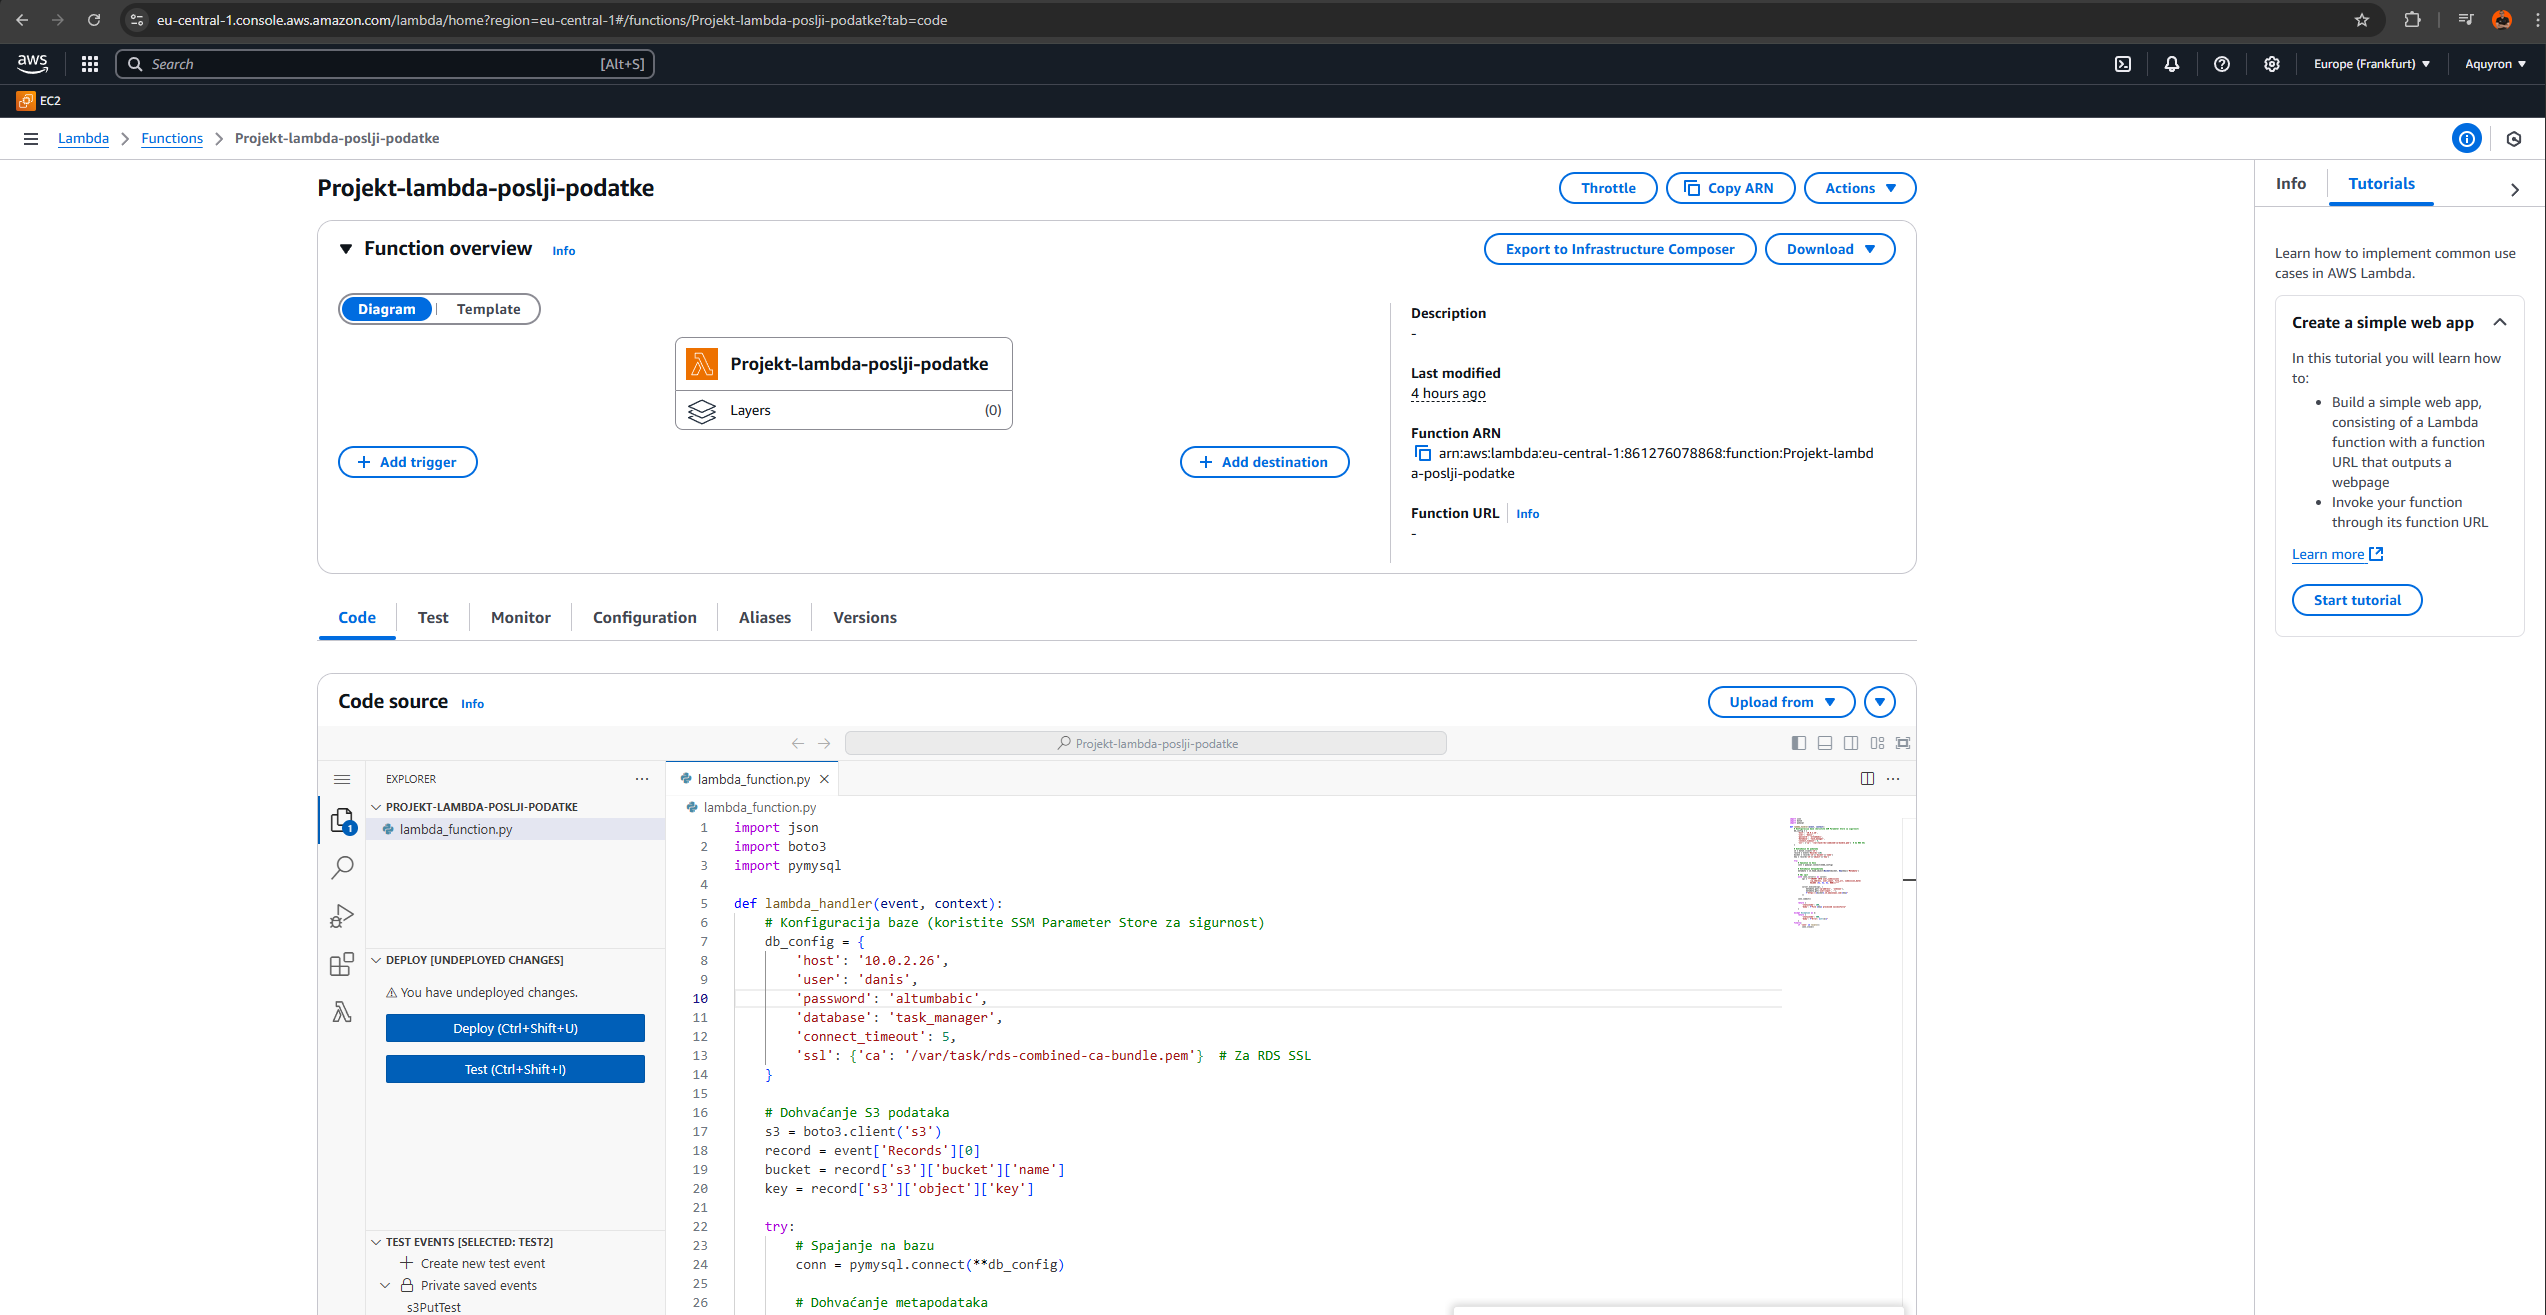 eu-central-1.console.aws.amazon.com/lambda/home?region=eu-central-1#/functions/Projekt-lambda-poslji-podatke?tab=code
aws
Search
[Alt+S]
Europe (Frankfurt)
Aquyron
EC2
Lambda
Functions
Projekt-lambda-poslji-podatke
Projekt-lambda-poslji-podatke
Throttle
Copy ARN
Actions
Function overview
Info
Export to Infrastructure Composer
Download
Diagram
Template
Projekt-lambda-poslji-podatke
Layers
(0)
Add trigger
Add destination
Description
-
Last modified
4 hours ago
Function ARN
arn:aws:lambda:eu-central-1:861276078868:function:Projekt-lambd
a-poslji-podatke
Function URL
Info
-
Info
Tutorials
Learn how to implement common use
cases in AWS Lambda.
Create a simple web app
In this tutorial you will learn how
to:
• Build a simple web app,
consisting of a Lambda
function with a function
URL that outputs a
webpage
• Invoke your function
through its function URL
Learn more
Start tutorial
Code
Test
Monitor
Configuration
Aliases
Versions
Code source
Info
Upload from
Projekt-lambda-poslji-podatke
EXPLORER
PROJEKT-LAMBDA-POSLJI-PODATKE
1
lambda_function.py
DEPLOY [UNDEPLOYED CHANGES]
You have undeployed changes.
Deploy (Ctrl+Shift+U)
Test (Ctrl+Shift+I)
TEST EVENTS [SELECTED: TEST2]
Create new test event
Private saved events
s3PutTest
lambda_function.py
lambda_function.py
1 import json
2 import boto3
3 import pymysql
4
5 def lambda_handler(event, context):
6 # Konfiguracija baze (koristite SSM Parameter Store za sigurnost)
7 db_config = {
8 'host': '10.0.2.26',
9 'user': 'danis',
10 'password': 'altumbabic',
11 'database': 'task_manager',
12 'connect_timeout': 5,
13 'ssl': {'ca': '/var/task/rds-combined-ca-bundle.pem'} # Za RDS SSL
14 }
15
16 # Dohvaćanje S3 podataka
17 s3 = boto3.client('s3')
18 record = event['Records'][0]
19 bucket = record['s3']['bucket']['name']
20 key = record['s3']['object']['key']
21
22 try:
23 # Spajanje na bazu
24 conn = pymysql.connect(**db_config)
25
26 # Dohvaćanje metapodataka